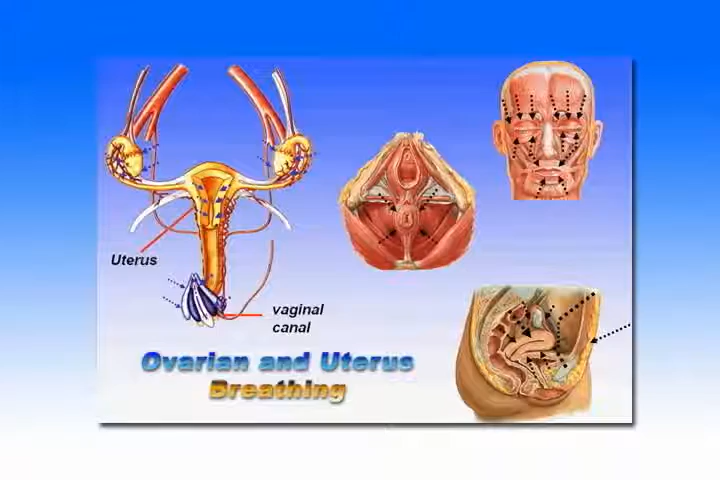 Uterus
vaginal
canal
Ovarian and Uterus
Breathing